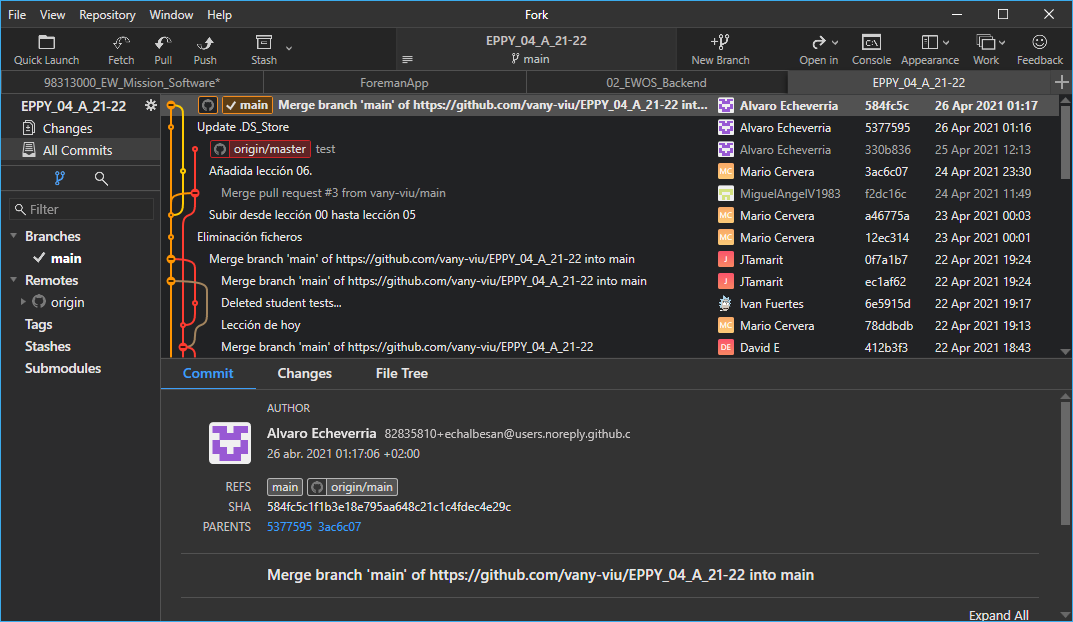 File View Repository Window Help Fork
Quick Launch Fetch Pull Push Stash EPPY_04_A_21-22 main New Branch Open in Console Appearance Work Feedback
98313000_EW_Mission_Software* ForemanApp 02_EWOS_Backend EPPY_04_A_21-22
EPPY_04_A_21-22
Changes
All Commits
Filter
Branches
main
Remotes
origin
Tags
Stashes
Submodules
main Merge branch 'main' of https://github.com/vany-viu/EPPY_04_A_21-22 int... Alvaro Echeverria 584fc5c 26 Apr 2021 01:17
Update .DS_Store Alvaro Echeverria 5377595 26 Apr 2021 01:16
origin/master test Alvaro Echeverria 330b836 25 Apr 2021 12:13
Añadida lección 06. MC Mario Cervera 3ac6c07 24 Apr 2021 23:30
Merge pull request #3 from vany-viu/main MiguelAngelV1983 f2dc16c 24 Apr 2021 11:49
Subir desde lección 00 hasta lección 05 MC Mario Cervera a46775a 23 Apr 2021 00:03
Eliminación ficheros MC Mario Cervera 12ec314 23 Apr 2021 00:01
Merge branch 'main' of https://github.com/vany-viu/EPPY_04_A_21-22 into main J JTamarit 0f7a1b7 22 Apr 2021 19:24
Merge branch 'main' of https://github.com/vany-viu/EPPY_04_A_21-22 into main J JTamarit ec1af62 22 Apr 2021 19:24
Deleted student tests... Ivan Fuertes 6e5915d 22 Apr 2021 19:17
Lección de hoy MC Mario Cervera 78ddbdb 22 Apr 2021 19:13
Merge branch 'main' of https://github.com/vany-viu/EPPY_04_A_21-22 DE David E 412b3f3 22 Apr 2021 18:43
Commit Changes File Tree
AUTHOR
Alvaro Echeverria 82835810+echalbesan@users.noreply.github.c
26 abr. 2021 01:17:06 +02:00
REFS main origin/main
SHA 584fc5c1f1b3e18e795aa648c21c1c4fdec4e29c
PARENTS 5377595 3ac6c07
Merge branch 'main' of https://github.com/vany-viu/EPPY_04_A_21-22 into main
Expand All